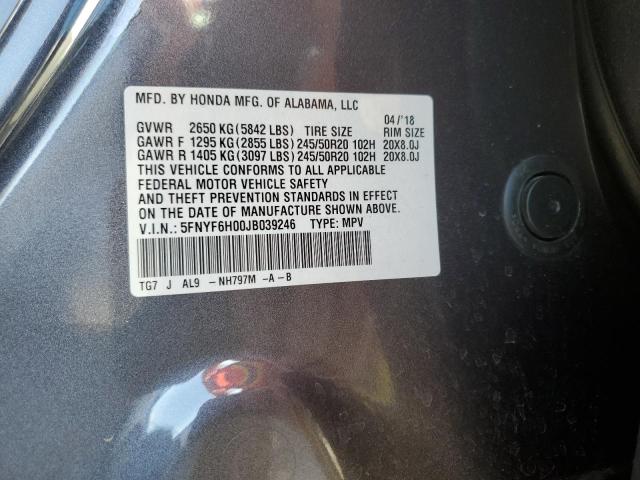 MFD. BY HONDA MFG. OF ALABAMA, LLC
04/'18
GVWR 2650 KG (5842 LBS) TIRE SIZE RIM SIZE
GAWR F 1295 KG (2855 LBS) 245/50R20 102H 20X8.0J
GAWR R 1405 KG (3097 LBS) 245/50R20 102H 20X8.0J
THIS VEHICLE CONFORMS TO ALL APPLICABLE
FEDERAL MOTOR VEHICLE SAFETY
AND THEFT PREVENTION STANDARDS IN EFFECT
ON THE DATE OF MANUFACTURE SHOWN ABOVE.
V.I.N.: 5FNYF6H00JB039246 TYPE: MPV
TG7 J AL9 -NH797M -A-B